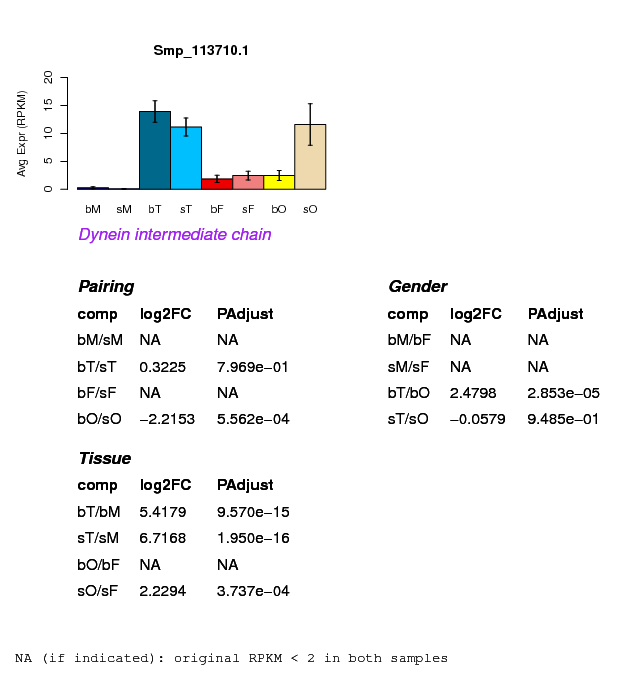 Smp_113710.1
Avg Expr (RPKM)
20
15
10
5
0
bM sM bT sT bF sF bO sO
Dynein intermediate chain
Pairing
comp log2FC PAdjust
bM/sM NA NA
bT/sT 0.3225 7.969e−01
bF/sF NA NA
bO/sO −2.2153 5.562e−04
Gender
comp log2FC PAdjust
bM/bF NA NA
sM/sF NA NA
bT/bO 2.4798 2.853e−05
sT/sO −0.0579 9.485e−01
Tissue
comp log2FC PAdjust
bT/bM 5.4179 9.570e−15
sT/sM 6.7168 1.950e−16
bO/bF NA NA
sO/sF 2.2294 3.737e−04
NA (if indicated): original RPKM < 2 in both samples